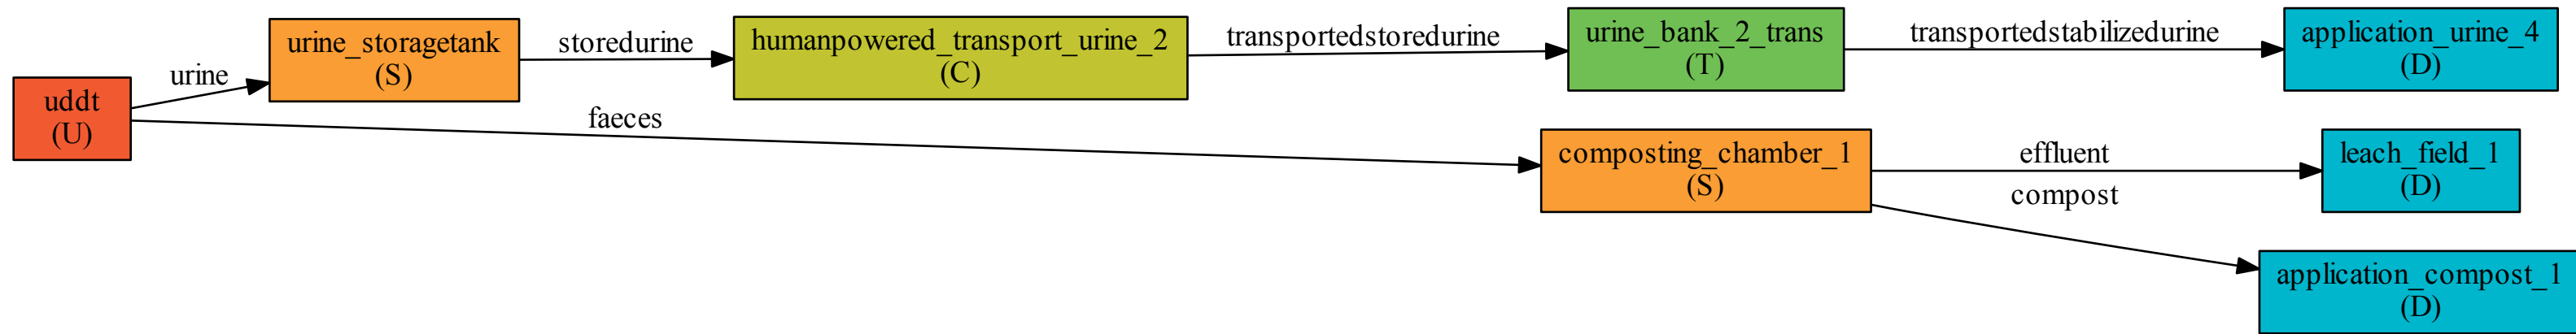 uddt
(U)
urine
urine_storagetank
(S)
storedurine
humanpowered_transport_urine_2
(C)
transportedstoredurine
urine_bank_2_trans
(T)
transportedstabilizedurine
application_urine_4
(D)
faeces
composting_chamber_1
(S)
effluent
leach_field_1
(D)
compost
application_compost_1
(D)